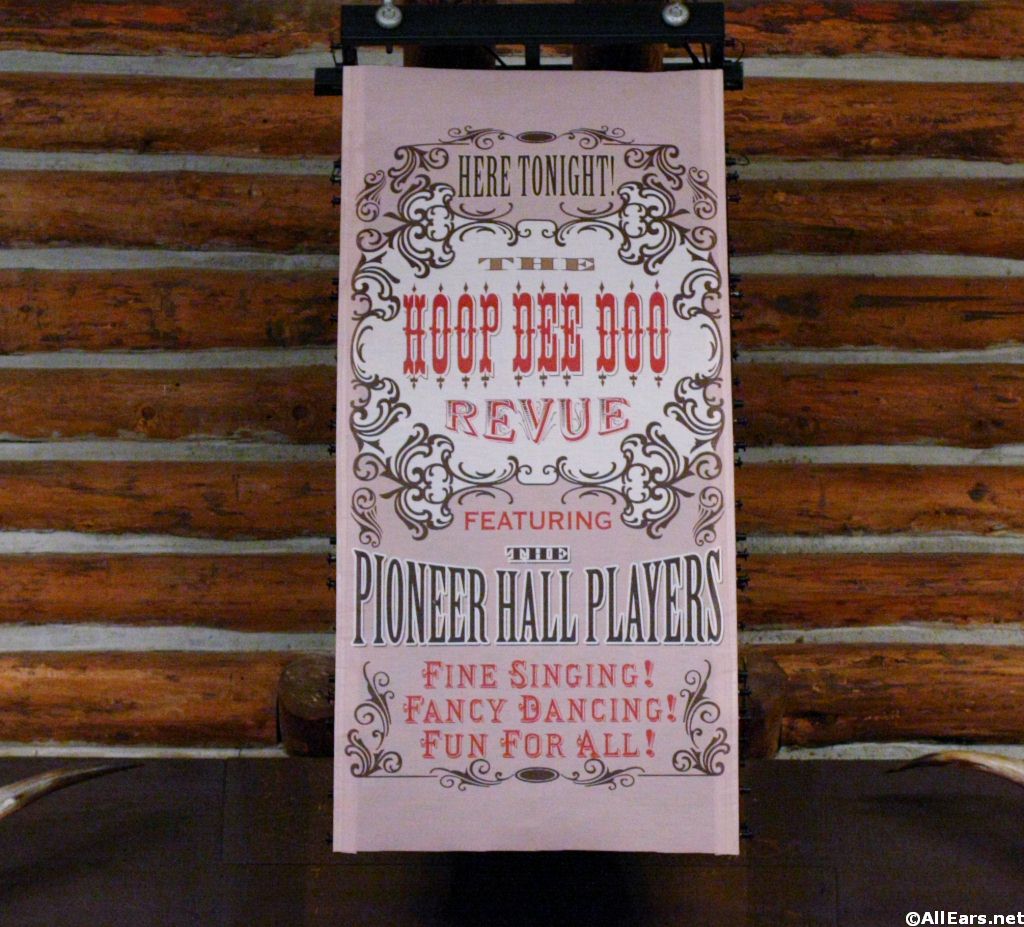 HERE TONIGHT!
THE
HOOP DEE DOO
REVUE
FEATURING
THE
PIONEER HALL PLAYERS
FINE SINGING!
FANCY DANCING!
FUN FOR ALL!
©AllEars.net